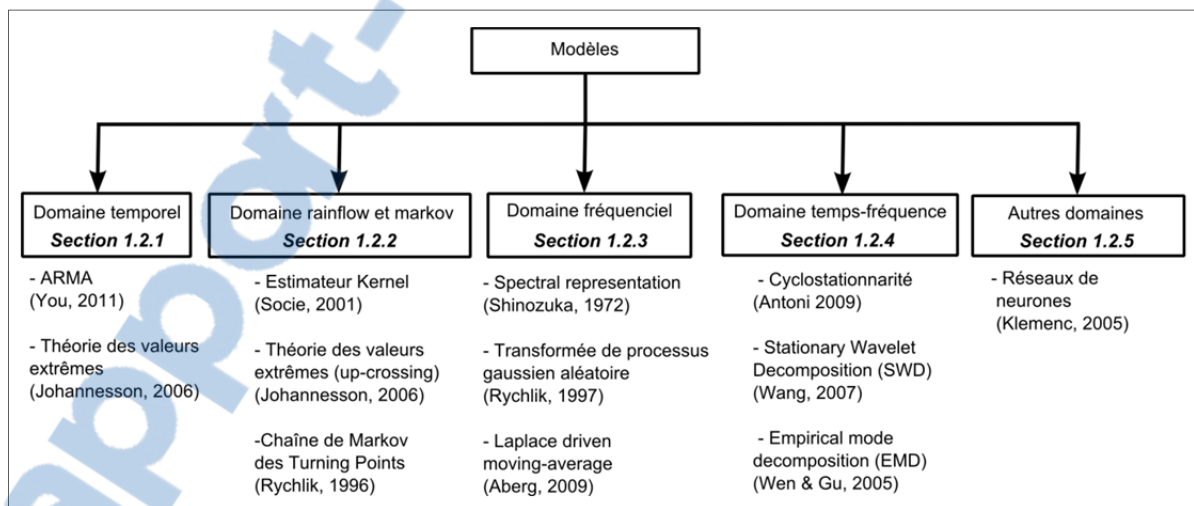 Modèles
Domaine temporel
Section 1.2.1
- ARMA
(You, 2011)
- Théorie des valeurs
extrêmes
(Johannesson, 2006)
Domaine rainflow et markov
Section 1.2.2
- Estimateur Kernel
(Socie, 2001)
- Théorie des valeurs
extrêmes (up-crossing)
(Johannesson, 2006)
-Chaîne de Markov
des Turning Points
(Rychlik, 1996)
Domaine fréquenciel
Section 1.2.3
- Spectral representation
(Shinozuka, 1972)
- Transformée de processus
gaussien aléatoire
(Rychlik, 1997)
- Laplace driven
moving-average
(Aberg, 2009)
Domaine temps-fréquence
Section 1.2.4
- Cyclostationnarité
(Antoni 2009)
- Stationary Wavelet
Decomposition (SWD)
(Wang, 2007)
- Empirical mode
decomposition (EMD)
(Wen & Gu, 2005)
Autres domaines
Section 1.2.5
- Réseaux de
neurones
(Klemenc, 2005)
apport-